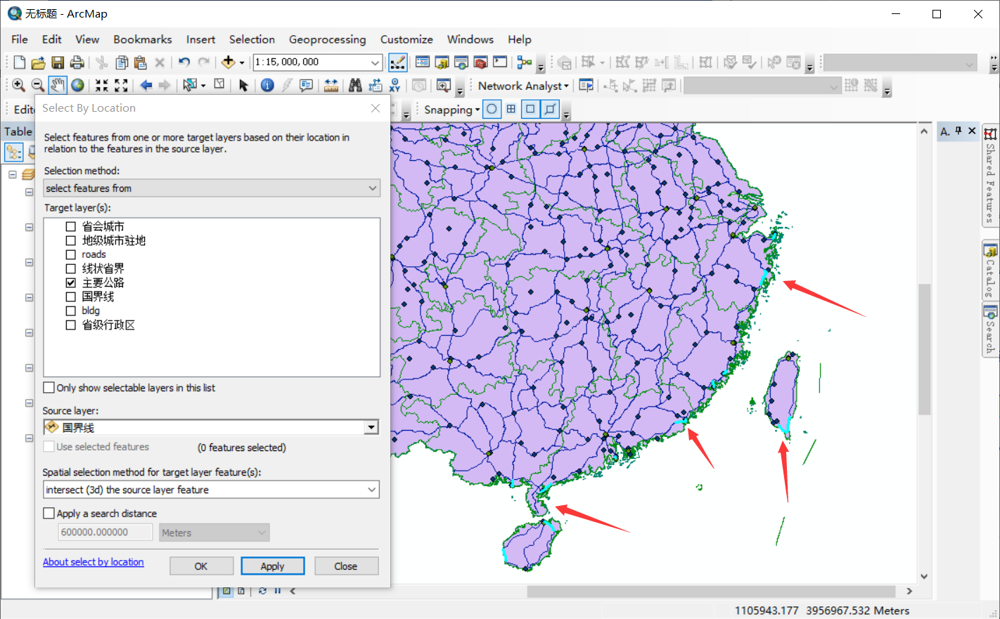 无标题 - ArcMap
File Edit View Bookmarks Insert Selection Geoprocessing Customize Windows Help
1:15,000,000
Network Analyst
Edit
Snapping
Select By Location
Table
A.
Select features from one or more target layers based on their location in
relation to the features in the source layer.
Selection method:
select features from
Target layer(s):
省会城市
地级城市驻地
roads
线状省界
主要公路
国界线
bldg
省级行政区
Only show selectable layers in this list
Source layer:
国界线
Use selected features (0 features selected)
Spatial selection method for target layer feature(s):
intersect (3d) the source layer feature
Apply a search distance
600000.000000 Meters
About select by location OK Apply Close
Shared Features
Catalog
Search
1105943.177 3956967.532 Meters